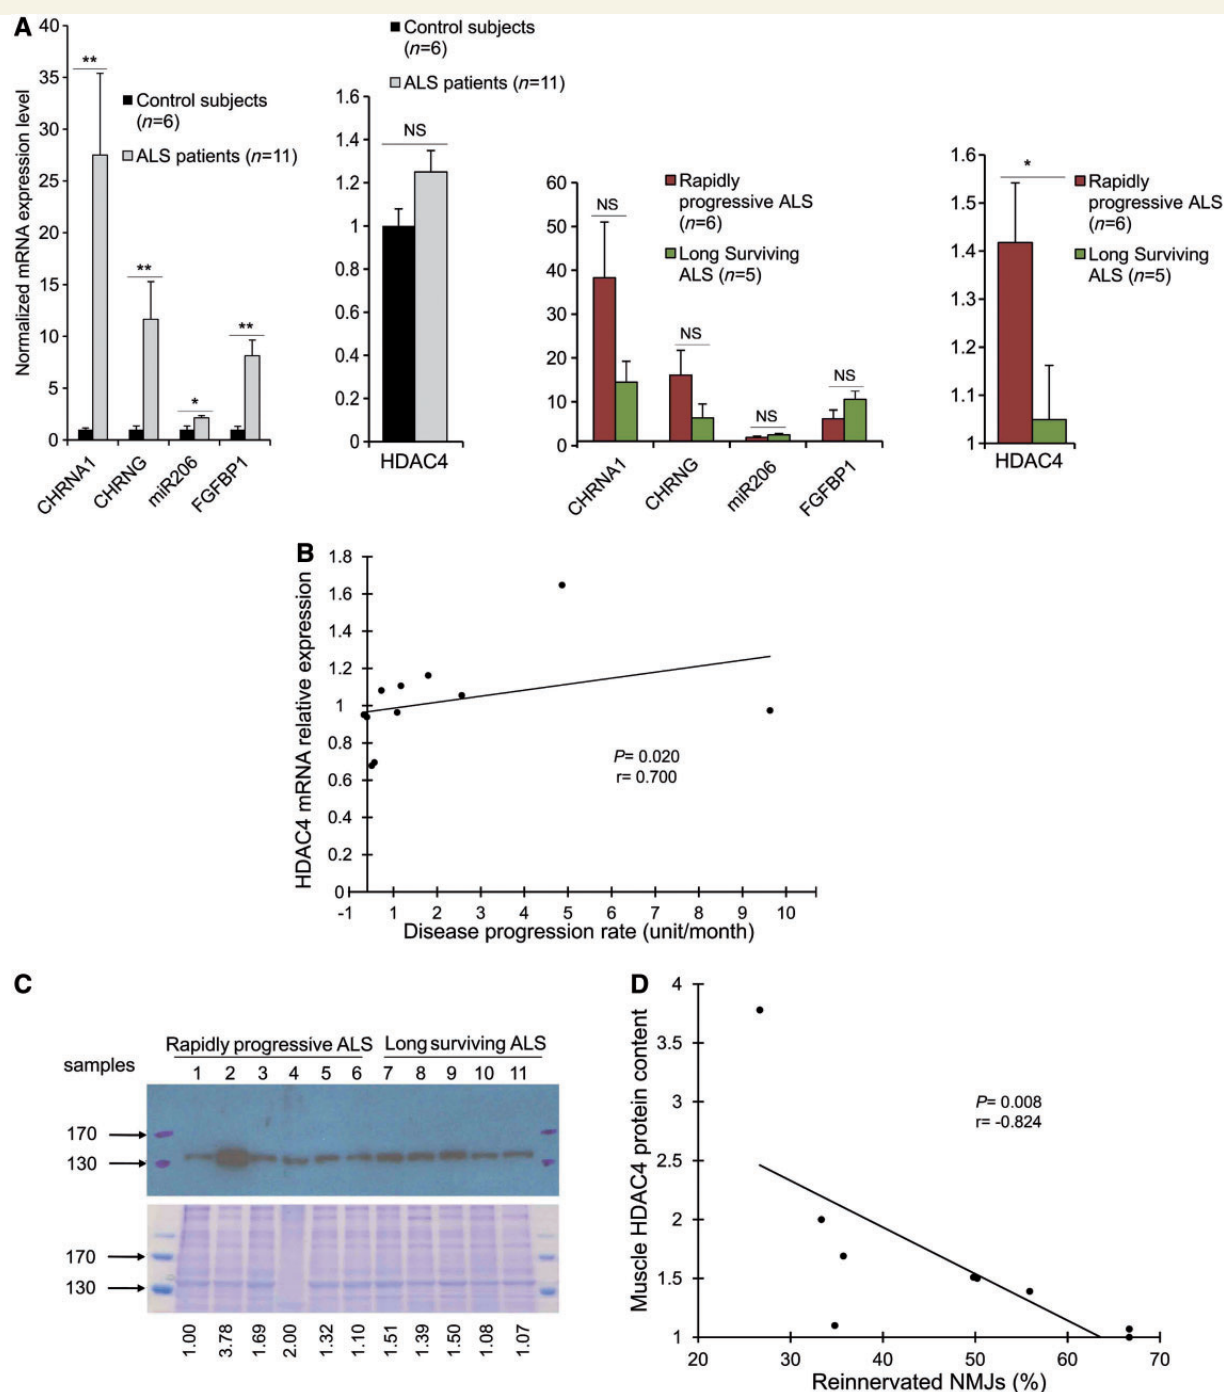 A
Normalized mRNA expression level
40
35
30
25
20
15
10
5
0
**
**
*
**
Control subjects
(n=6)
ALS patients (n=11)
CHRNA1
CHRNG
miR206
FGFBP1
Control subjects
(n=6)
ALS patients (n=11)
1.6
1.4
1.2
1
0.8
0.6
0.4
0.2
0
NS
HDAC4
60
50
40
30
20
10
0
NS
NS
NS
NS
Rapidly
progressive ALS
(n=6)
Long Surviving
ALS (n=5)
CHRNA1
CHRNG
miR206
FGFBP1
1.6
1.5
1.4
1.3
1.2
1.1
1
*
Rapidly
progressive ALS
(n=6)
Long Surviving
ALS (n=5)
HDAC4
B
HDAC4 mRNA relative expression
1.8
1.6
1.4
1.2
1
0.8
0.6
0.4
0.2
0
P= 0.020
r= 0.700
-1 1 2 3 4 5 6 7 8 9 10
Disease progression rate (unit/month)
C
Rapidly progressive ALS Long surviving ALS
samples 1 2 3 4 5 6 7 8 9 10 11
170
130
170
130
1.00 3.78 1.69 2.00 1.32 1.10 1.51 1.39 1.50 1.08 1.07
D
Muscle HDAC4 protein content
4
3.5
3
2.5
2
1.5
1
P= 0.008
r= -0.824
20 30 40 50 60 70
Reinnervated NMJs (%)